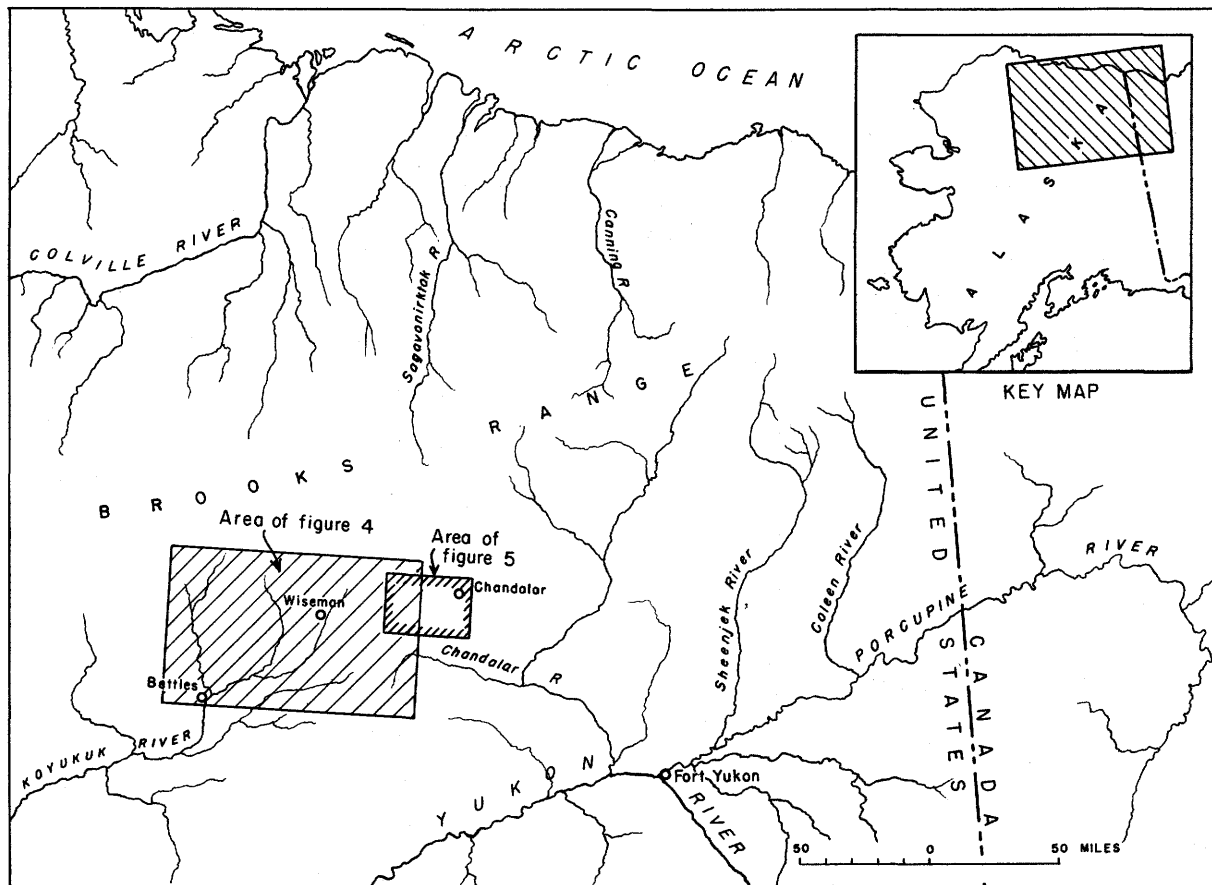 ARCTIC OCEAN
ALASKA
KEY MAP
COLVILLE RIVER
Sagavanirktok R
Canning R
BROOKS RANGE
Area of figure 4
Area of figure 5
Chandalar
Wiseman
Bettles
Chandalar R
Sheenjek River
Coleen River
PORCUPINE RIVER
UNITED STATES
CANADA
KOYUKUK RIVER
YUKON RIVER
Fort Yukon
50 0 50 MILES